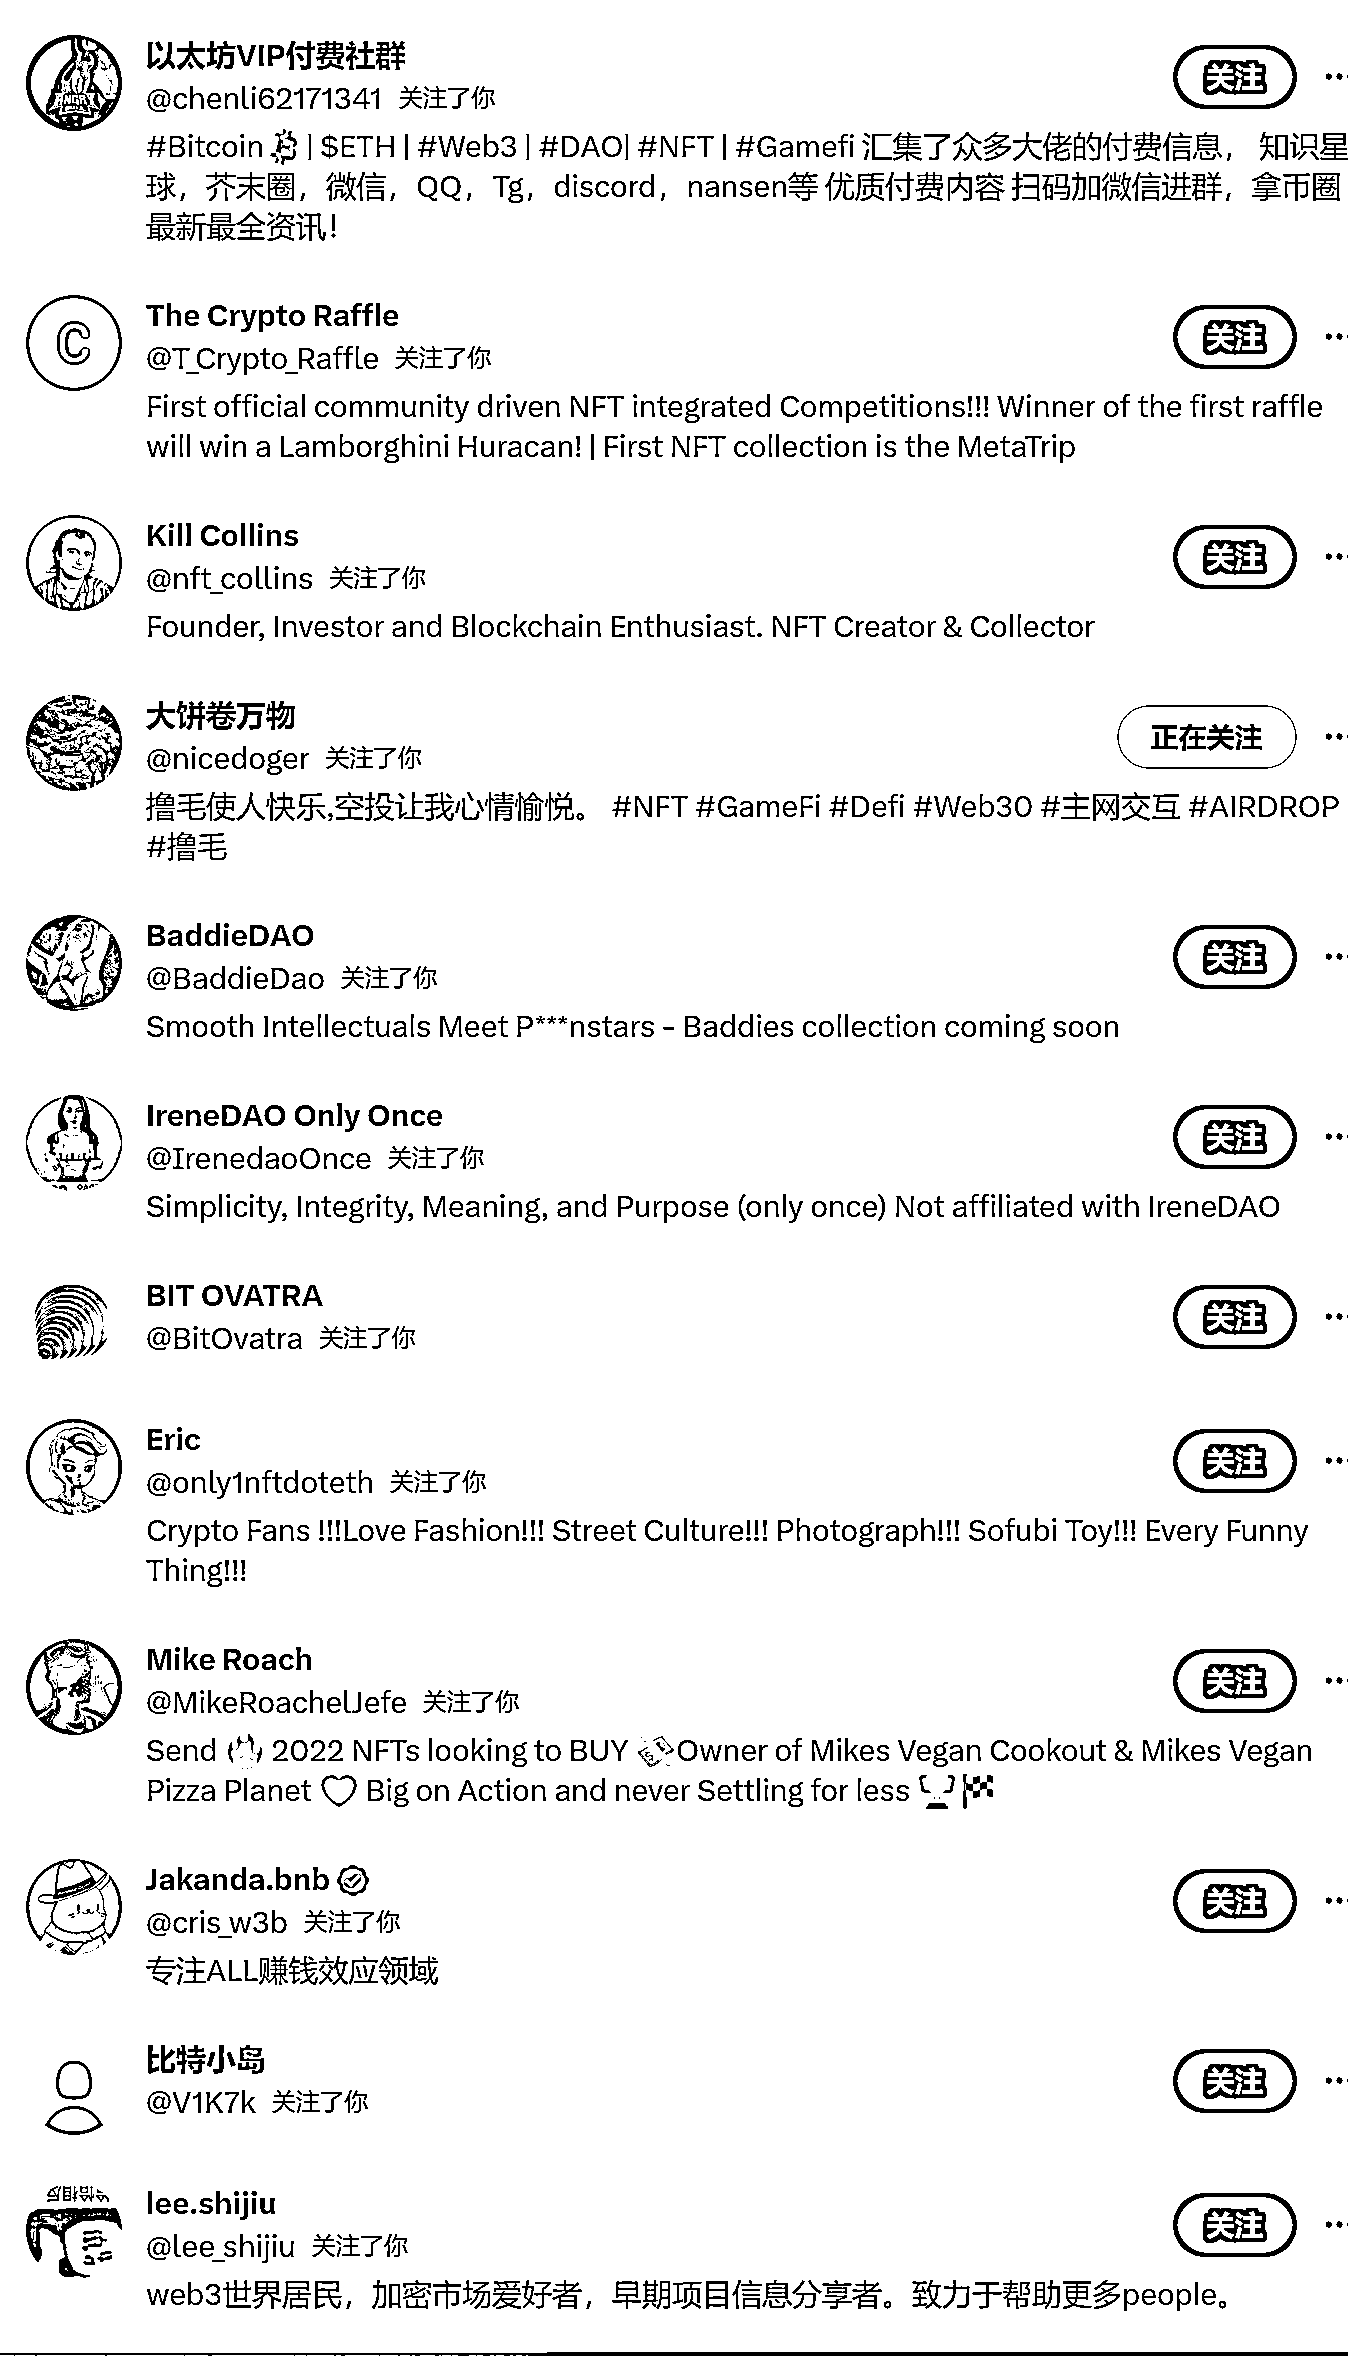 以太坊VIP付费社群
关注
@chenli62171341 关注了你
#Bitcoin | $ETH | #Web3 | #DAO| #NFT | #Gamefi 汇集了众多大佬的付费信息， 知识星
球，芥末圈，微信，QQ，Tg，discord，nansen等 优质付费内容 扫码加微信进群，拿币圈
最新最全资讯！
The Crypto Raffle
关注
@T_Crypto_Raffle 关注了你
First official community driven NFT integrated Competitions!!! Winner of the first raffle
will win a Lamborghini Huracan! | First NFT collection is the MetaTrip
Kill Collins
关注
@nft_collins 关注了你
Founder, Investor and Blockchain Enthusiast. NFT Creator & Collector
大饼卷万物
正在关注
@nicedoger 关注了你
撸毛使人快乐,空投让我心情愉悦。 #NFT #GameFi #Defi #Web30 #主网交互 #AIRDROP
#撸毛
BaddieDAO
关注
@BaddieDao 关注了你
Smooth Intellectuals Meet P***nstars - Baddies collection coming soon
IreneDAO Only Once
关注
@IrenedaoOnce 关注了你
Simplicity, Integrity, Meaning, and Purpose (only once) Not affiliated with IreneDAO
BIT OVATRA
关注
@BitOvatra 关注了你
Eric
关注
@only1nftdoteth 关注了你
Crypto Fans !!!Love Fashion!!! Street Culture!!! Photograph!!! Sofubi Toy!!! Every Funny
Thing!!!
Mike Roach
关注
@MikeRoachelJefe 关注了你
Send 2022 NFTs looking to BUY Owner of Mikes Vegan Cookout & Mikes Vegan
Pizza Planet ♡ Big on Action and never Settling for less 🏆🏁
Jakanda.bnb
关注
@cris_w3b 关注了你
专注ALL赚钱效应领域
比特小岛
关注
@V1K7k 关注了你
lee.shijiu
关注
@lee_shijiu 关注了你
web3世界居民，加密市场爱好者，早期项目信息分享者。致力于帮助更多people。